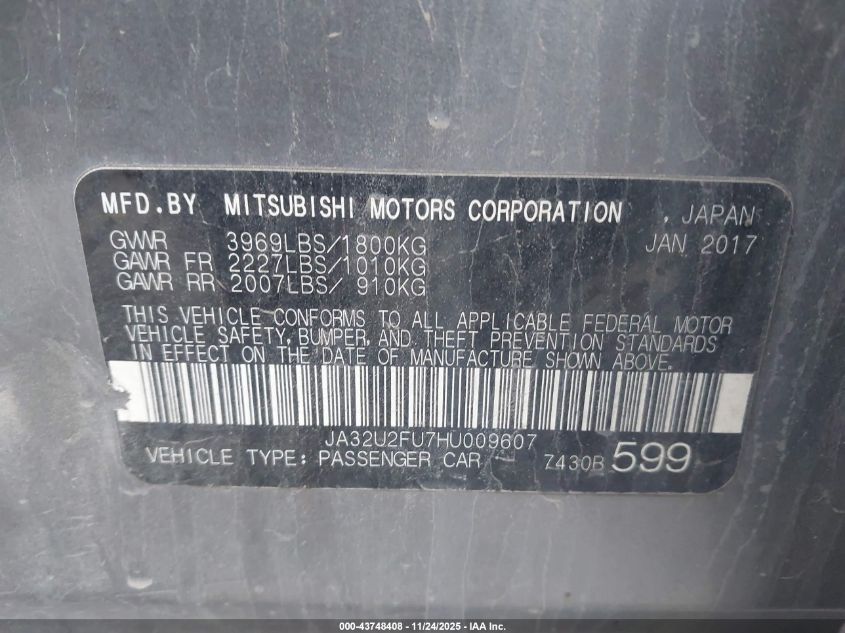 MFD.BY MITSUBISHI MOTORS CORPORATION , JAPAN
GVWR 3969LBS/1800KG JAN 2017
GAWR FR 2227LBS/1010KG
GAWR RR 2007LBS/ 910KG
THIS VEHICLE CONFORMS TO ALL APPLICABLE FEDERAL MOTOR
VEHICLE SAFETY, BUMPER, AND THEFT PREVENTION STANDARDS
IN EFFECT ON THE DATE OF MANUFACTURE SHOWN ABOVE.
JA32U2FU7HU009607
VEHICLE TYPE: PASSENGER CAR 7430B 599
000-43748408 - 11/24/2025 - IAA Inc.